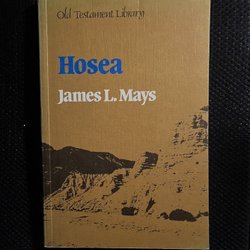 Old Testament Library
Hosea
James L. Mays